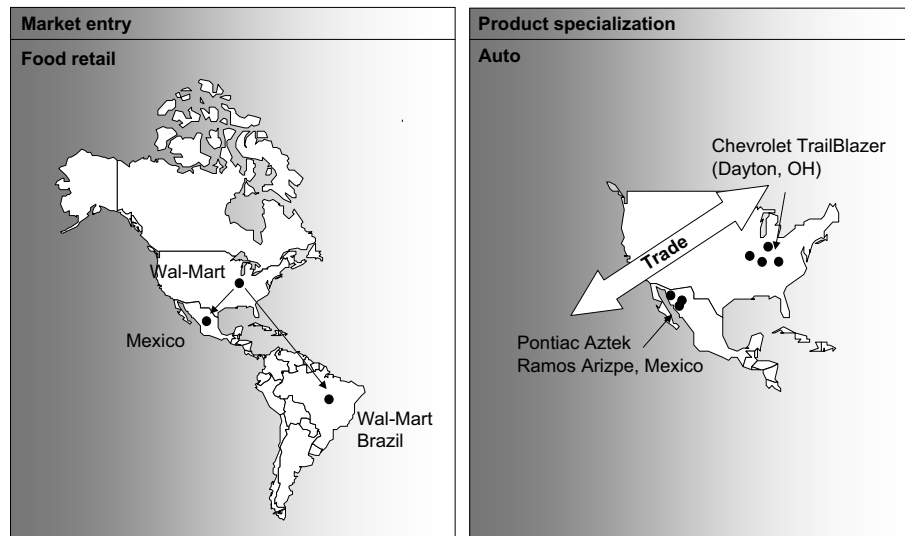 Market entry
Food retail
Wal-Mart
Mexico
Wal-Mart
Brazil
Product specialization
Auto
Chevrolet TrailBlazer
(Dayton, OH)
Trade
Pontiac Aztek
Ramos Arizpe, Mexico